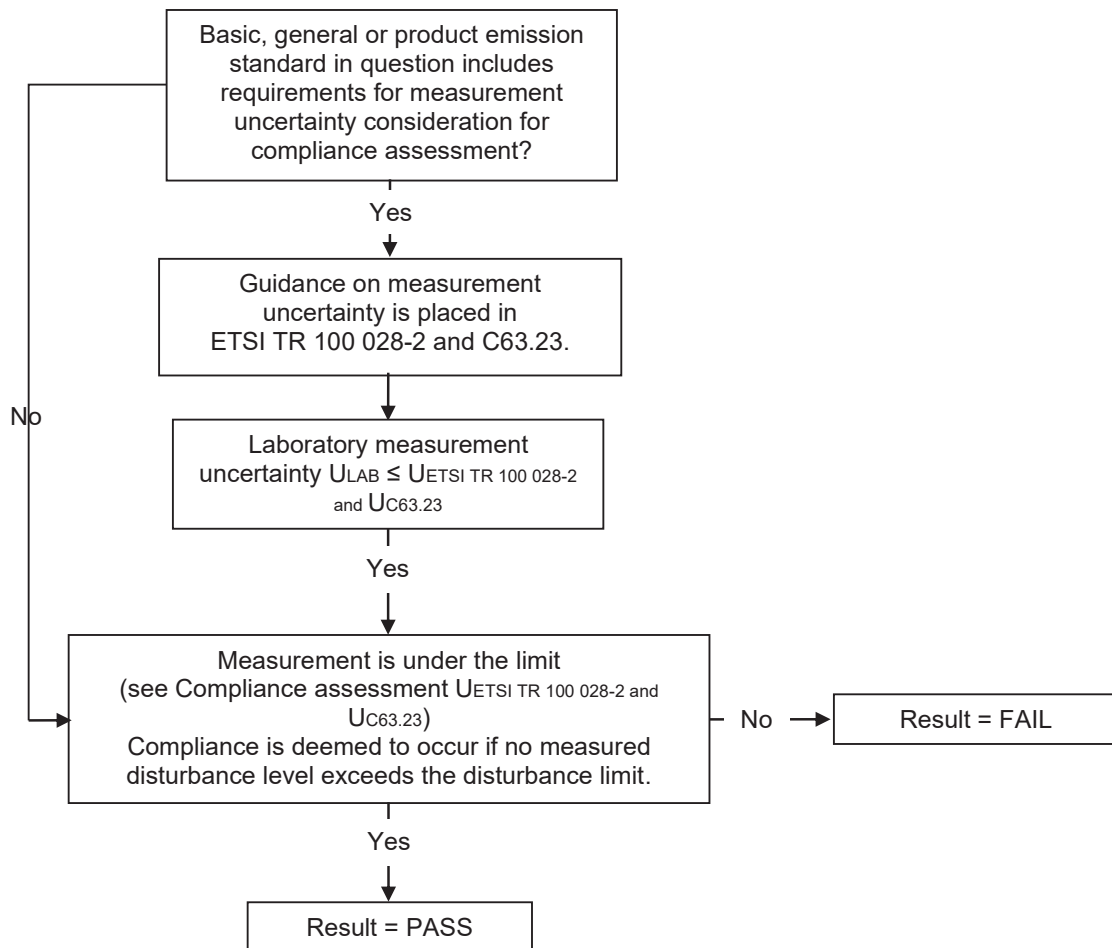 Basic, general or product emission
standard in question includes
requirements for measurement
uncertainty consideration for
compliance assessment?
Yes
Guidance on measurement
uncertainty is placed in
ETSI TR 100 028-2 and C63.23.
No
Laboratory measurement
uncertainty ULAB ≤ UETSI TR 100 028-2
and UC63.23
Yes
Measurement is under the limit
(see Compliance assessment UETSI TR 100 028-2 and
UC63.23)
Compliance is deemed to occur if no measured
disturbance level exceeds the disturbance limit.
No
Result = FAIL
Yes
Result = PASS